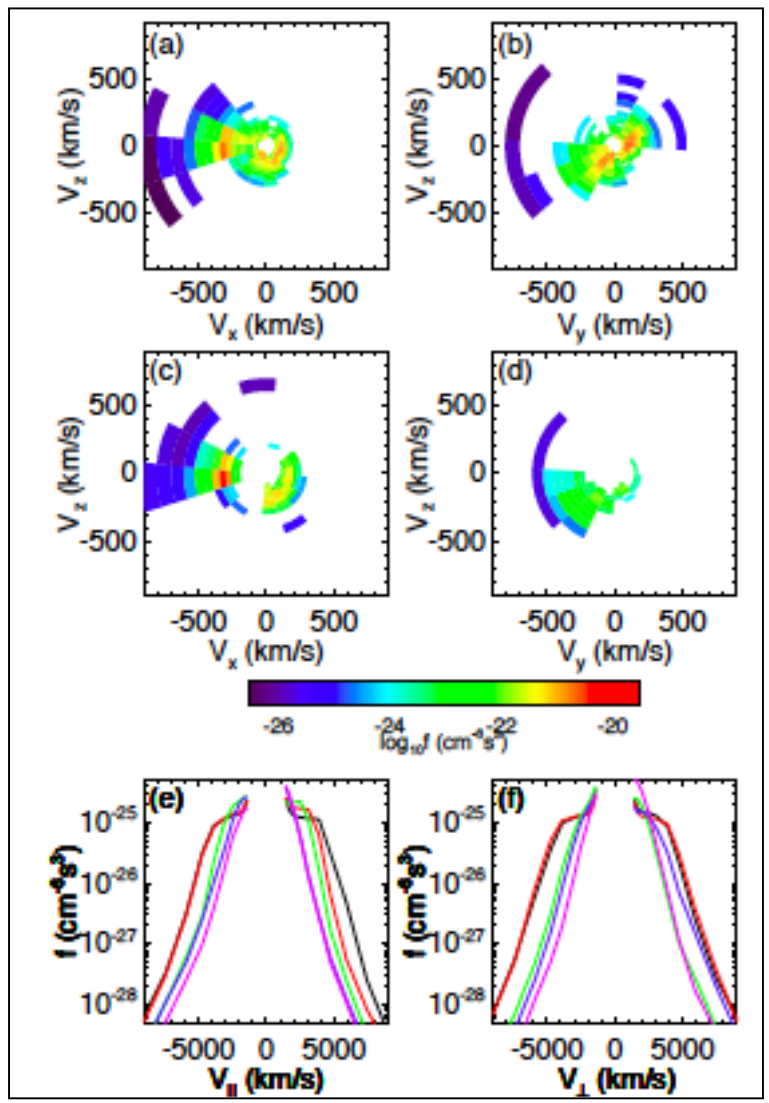 (a) (b)
500 500
0 0
-500 -500
V_z (km/s) V_z (km/s)
-500 0 500 -500 0 500
V_x (km/s) V_y (km/s)
(c) (d)
500 500
0 0
-500 -500
V_z (km/s) V_z (km/s)
-500 0 500 -500 0 500
V_x (km/s) V_y (km/s)
-26 -24 -22 -20
log₁₀f (cm⁻⁶s³)
(e) (f)
10⁻²⁵ 10⁻²⁵
10⁻²⁶ 10⁻²⁶
10⁻²⁷ 10⁻²⁷
10⁻²⁸ 10⁻²⁸
f (cm⁻⁶s³) f (cm⁻⁶s³)
-5000 0 5000 -5000 0 5000
V_|| (km/s) V_⊥ (km/s)